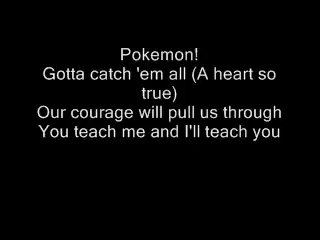 Pokemon!
Gotta catch 'em all (A heart so
true)
Our courage will pull us through
You teach me and I'll teach you